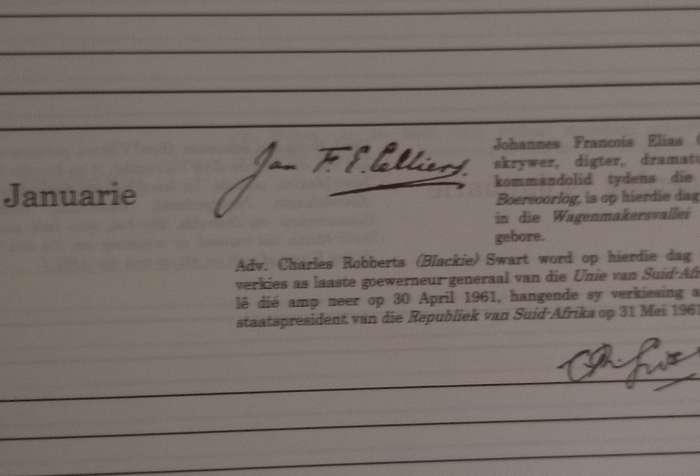 Jan F. E. Celliers.
Johannes Francois Elias
skrywer, digter, dramatu
kommandolid tydens die
Januarie
Boereoorlog, is op hierdie dag
in die Wagenmakersvallei
gebore.
Adv. Charles Robberts (Blackie) Swart word op hierdie dag
verkies as laaste goewerneur-generaal van die Unie van Suid-Afr
lê dié amp neer op 30 April 1961, hangende sy verkiesing a
staatspresident van die Republiek van Suid-Afrika op 31 Mei 1961